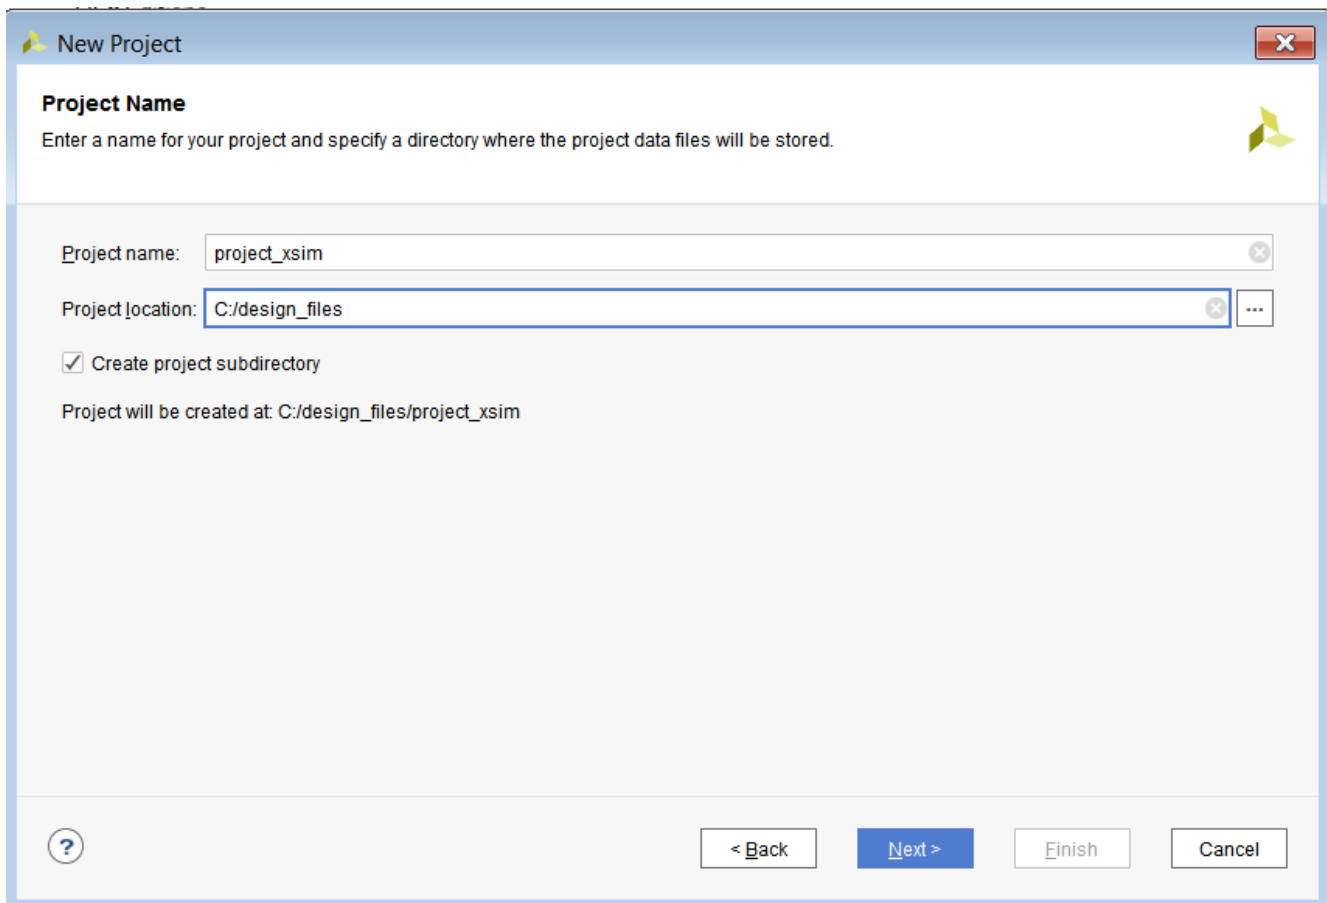 New Project
Project Name
Enter a name for your project and specify a directory where the project data files will be stored.
Project name: project_xsim
Project location: C:/design_files ...
Create project subdirectory
Project will be created at: C:/design_files/project_xsim
? < Back Next > Finish Cancel